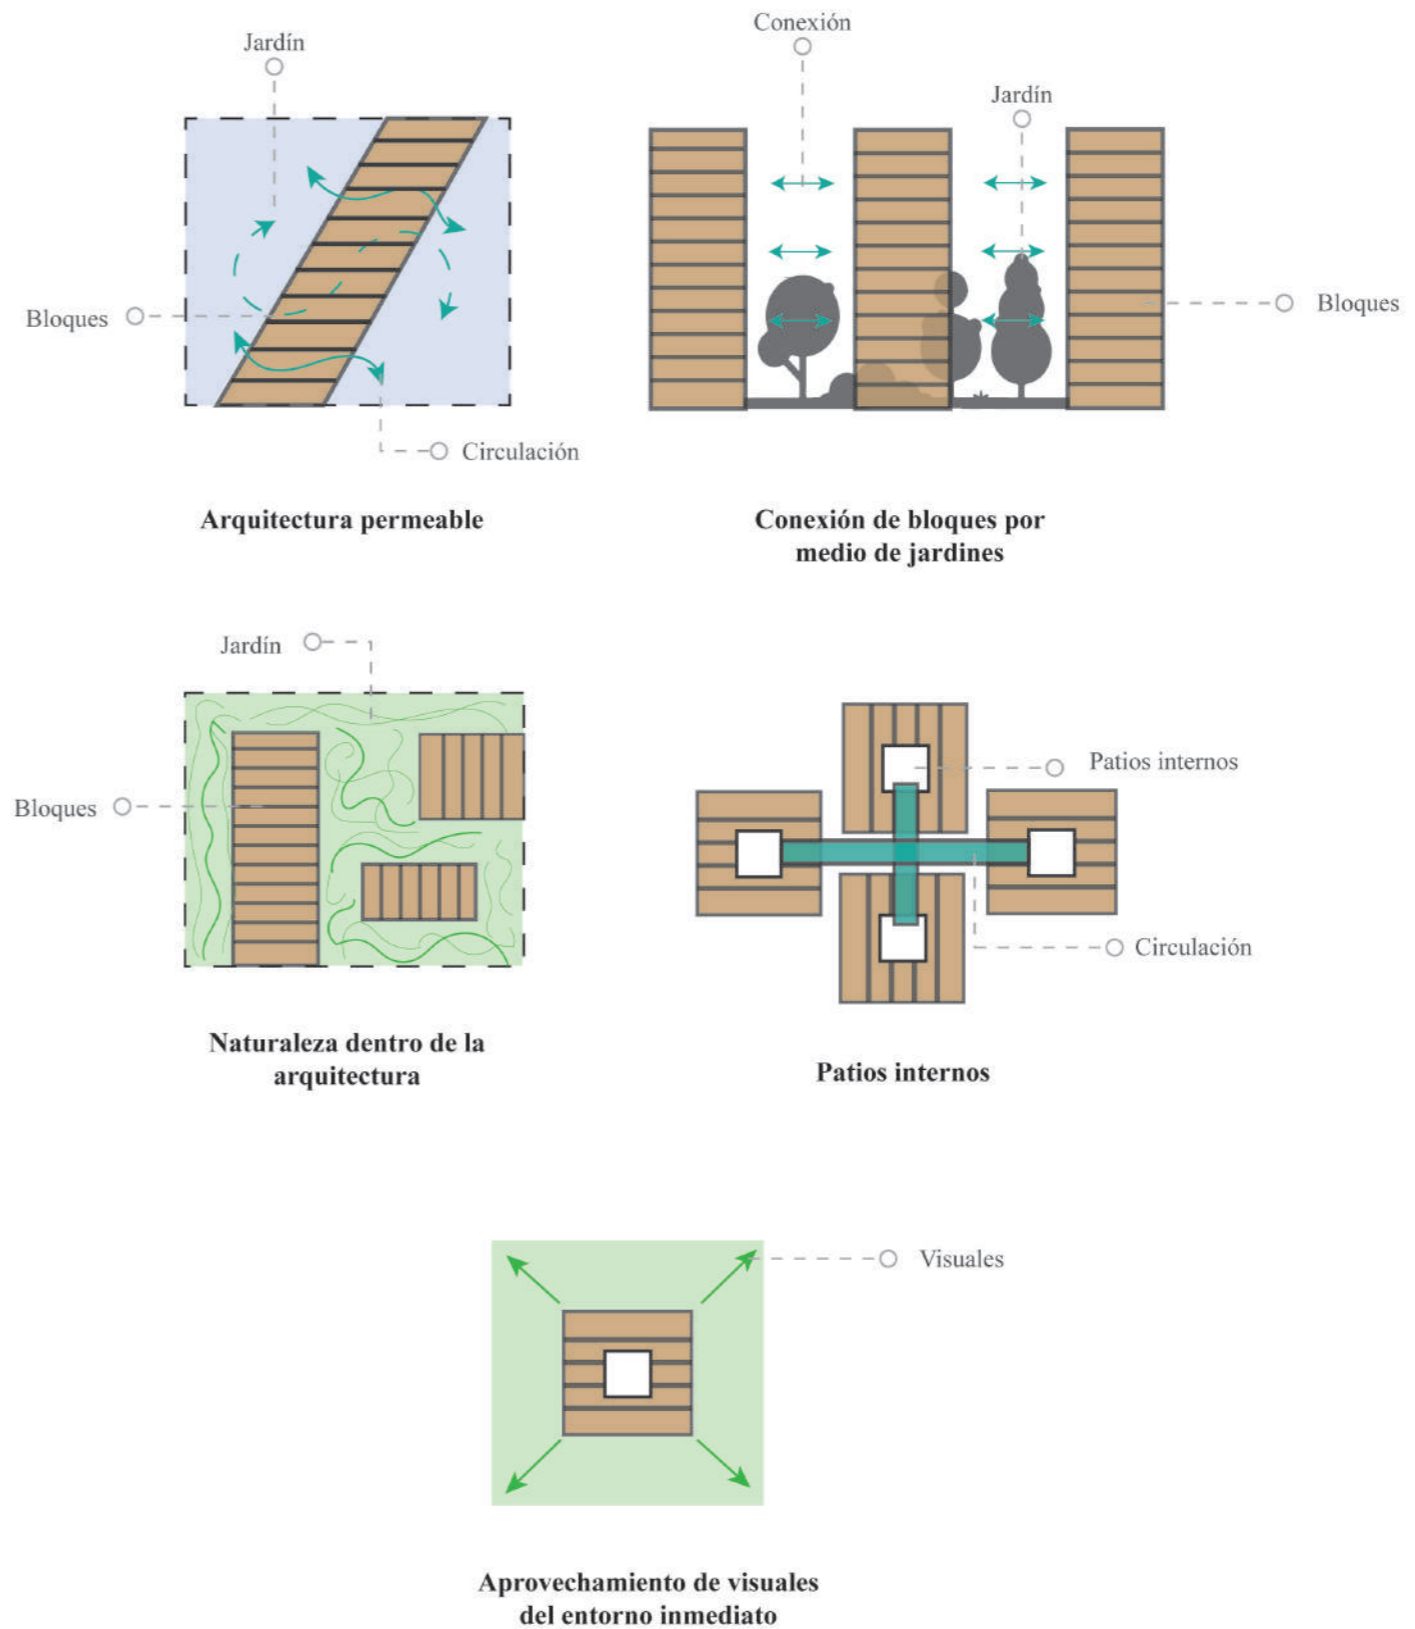 Jardín
Bloques
Circulación
Arquitectura permeable
Conexión
Jardín
Bloques
Conexión de bloques por
medio de jardines
Jardín
Bloques
Naturaleza dentro de la
arquitectura
Patios internos
Circulación
Patios internos
Visuales
Aprovechamiento de visuales
del entorno inmediato